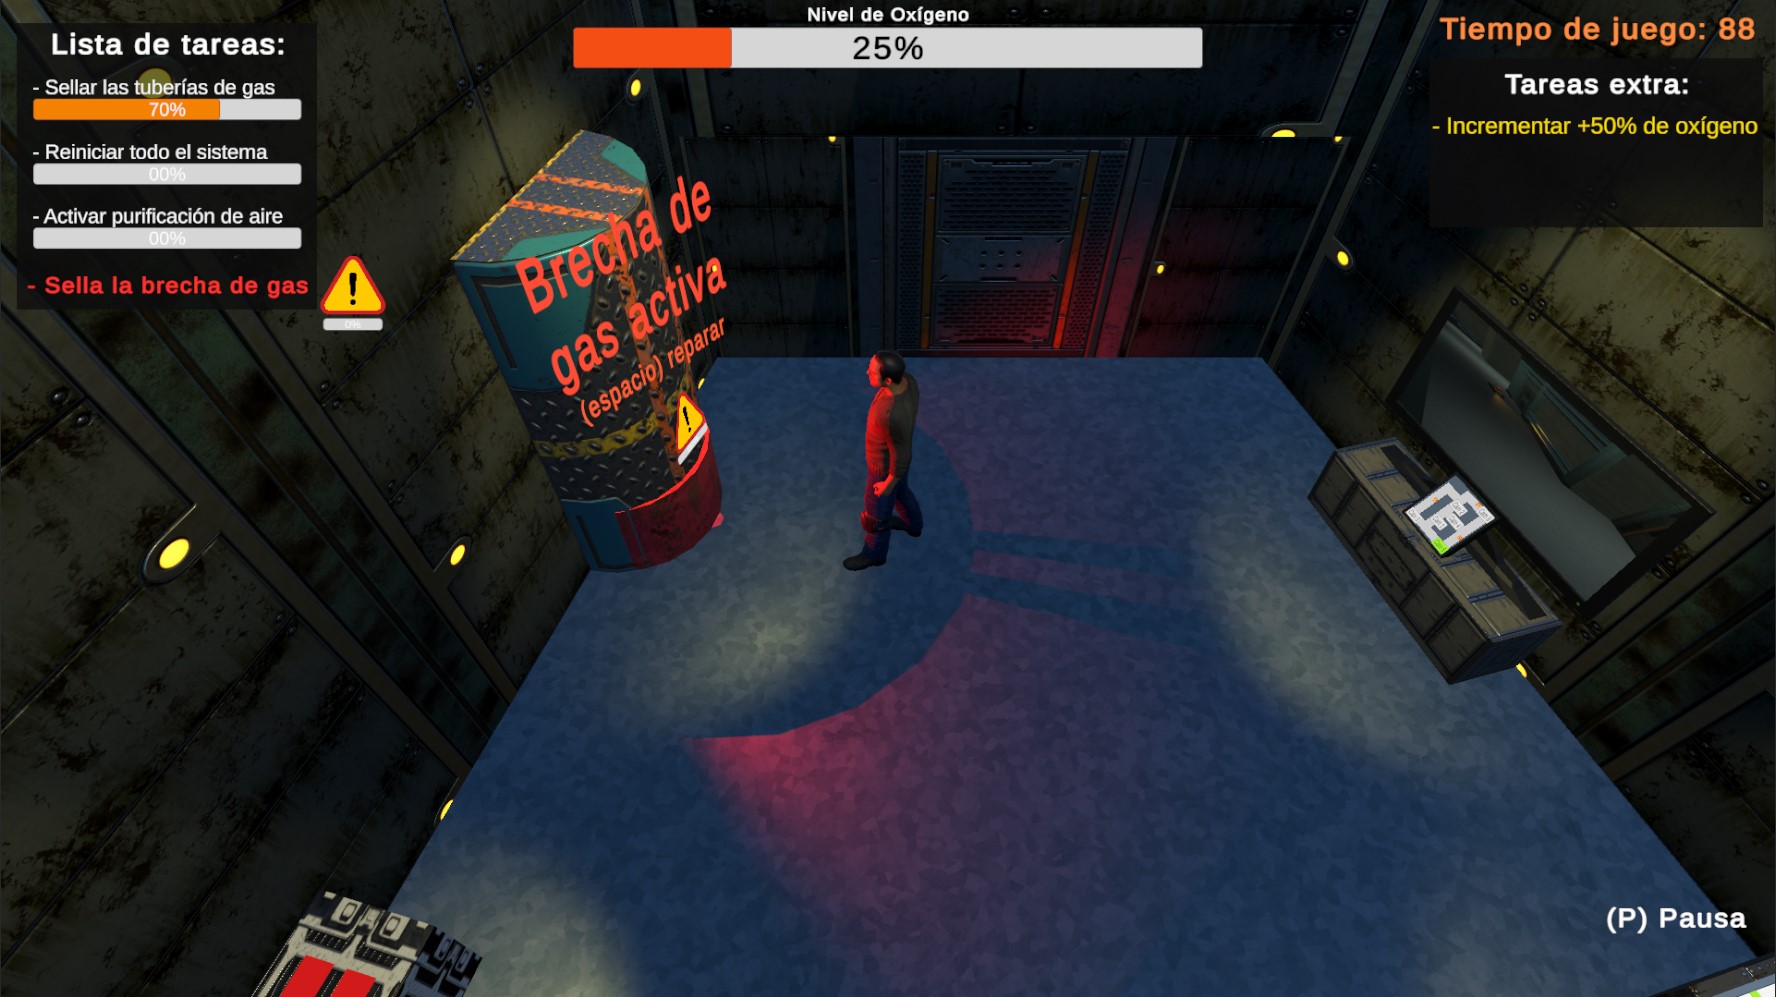 Lista de tareas:
- Sellar las tuberías de gas
70%
- Reiniciar todo el sistema
00%
- Activar purificación de aire
00%
- Sella la brecha de gas
0%
Nivel de Oxígeno
25%
Tiempo de juego: 88
Tareas extra:
- Incrementar +50% de oxígeno
Brecha de
gas activa
(espacio) reparar
(P) Pausa